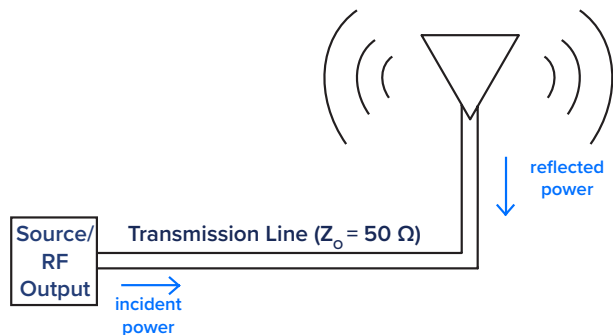 reflected
power
Transmission Line (Zo = 50 Ω)
Source/
RF
Output
incident
power